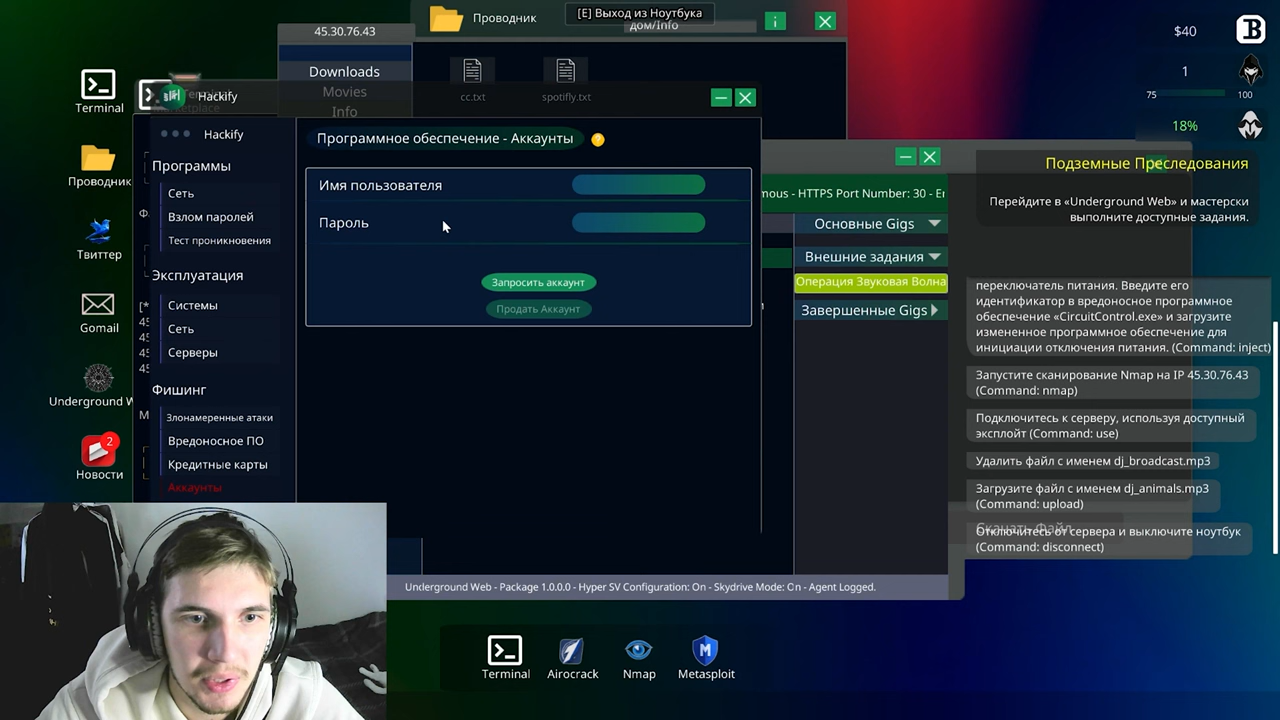 45.30.76.43
Проводник
[E] Выход из Ноутбука
дом/Info
i
$40
B
Downloads
Movies
Info
cc.txt
spotifly.txt
1
75
100
18%
Terminal
Проводник
Твиттер
Gomail
Underground W
2
Новости
Hackify
Hackify
Программы
Сеть
Взлом паролей
Тест проникновения
Эксплуатация
Системы
Сеть
Серверы
Фишинг
Злонамеренные атаки
Вредоносное ПО
Кредитные карты
Аккаунты
Программное обеспечение - Аккаунты
?
Имя пользователя
Пароль
Запросить аккаунт
Продать Аккаунт
mous - HTTPS Port Number: 30 - Er
Основные Gigs
Внешние задания
Операция Звуковая Волна
Завершенные Gigs
Underground Web - Package 1.0.0.0 - Hyper SV Configuration: On - Skydrive Mode: On - Agent Logged.
Подземные Преследования
Перейдите в «Underground Web» и мастерски
выполните доступные задания.
переключатель питания. Введите его
идентификатор в вредоносное программное
обеспечение «CircuitControl.exe» и загрузите
измененное программное обеспечение для
инициации отключения питания. (Command: inject)
Запустите сканирование Nmap на IP 45.30.76.43
(Command: nmap)
Подключитесь к серверу, используя доступный
эксплойт (Command: use)
Удалить файл с именем dj_broadcast.mp3
Загрузите файл с именем dj_animals.mp3
(Command: upload)
Скачать Файл
Отключитесь от сервера и выключите ноутбук
(Command: disconnect)
Terminal
Airocrack
Nmap
Metasploit